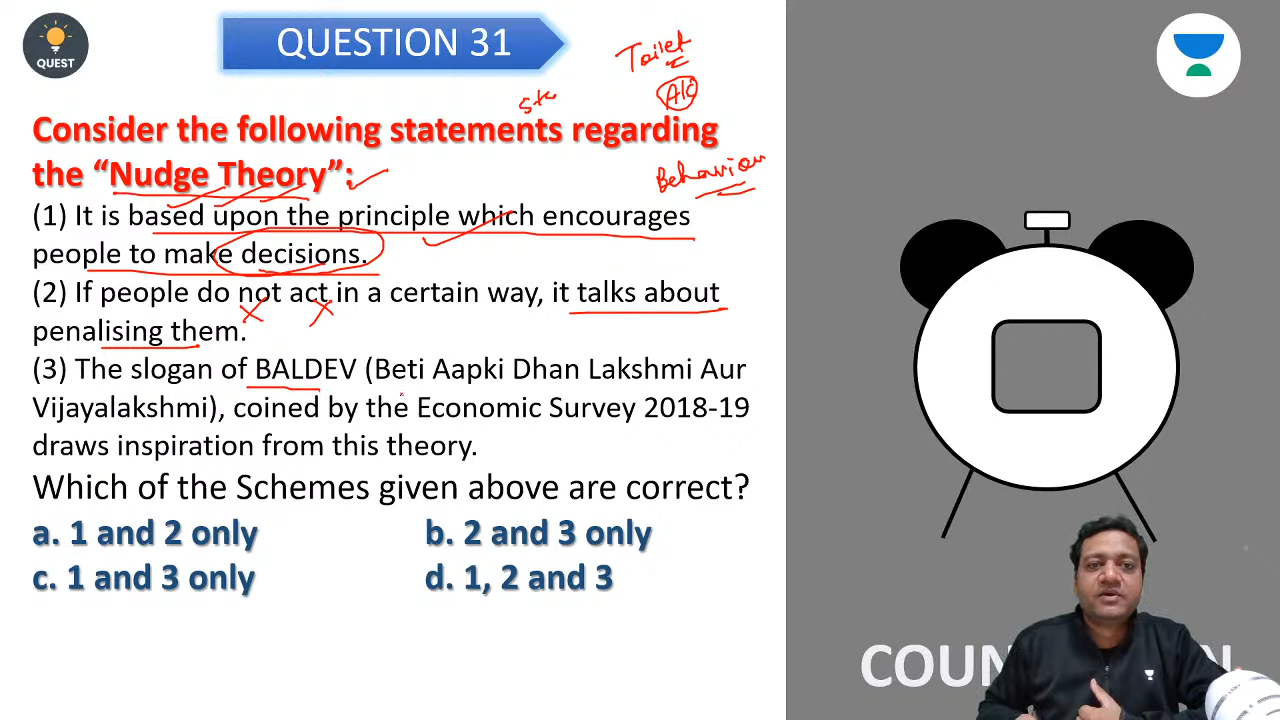 QUEST
QUESTION 31
Toilet
Consider the following statements regarding
the “Nudge Theory”:
Behaviour
(1) It is based upon the principle which encourages
people to make decisions.
(2) If people do not act in a certain way, it talks about
penalising them.
(3) The slogan of BALDEV (Beti Aapki Dhan Lakshmi Aur
Vijayalakshmi), coined by the Economic Survey 2018-19
draws inspiration from this theory.
Which of the Schemes given above are correct?
a. 1 and 2 only
b. 2 and 3 only
c. 1 and 3 only
d. 1, 2 and 3